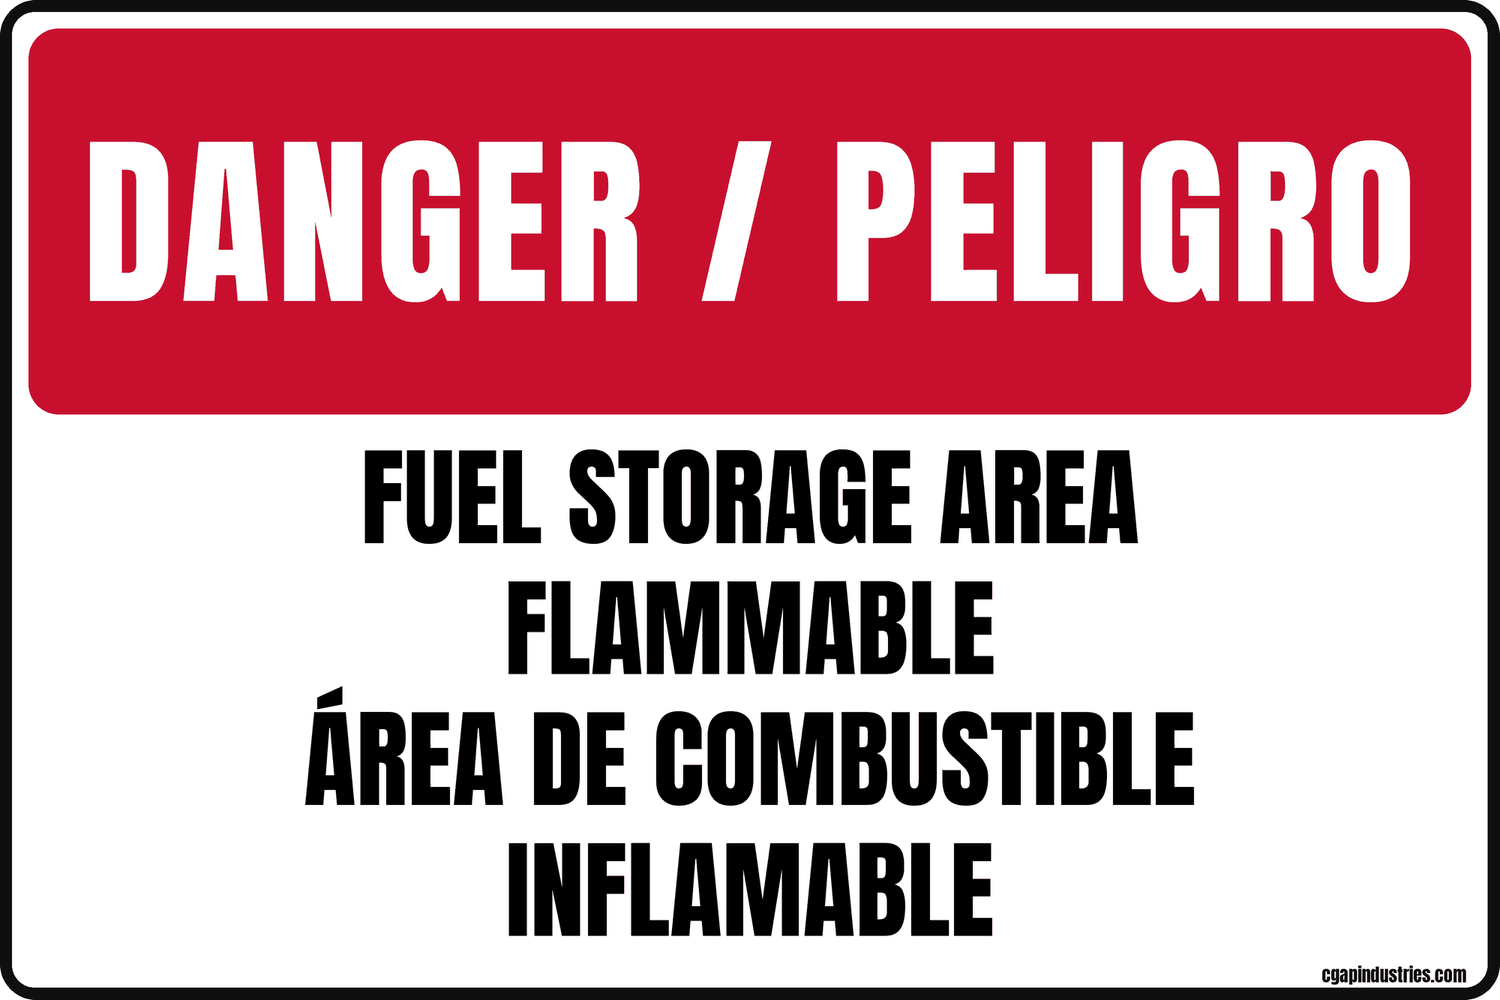 DANGER / PELIGRO
FUEL STORAGE AREA
FLAMMABLE
ÁREA DE COMBUSTIBLE
INFLAMABLE
cgapindustries.com